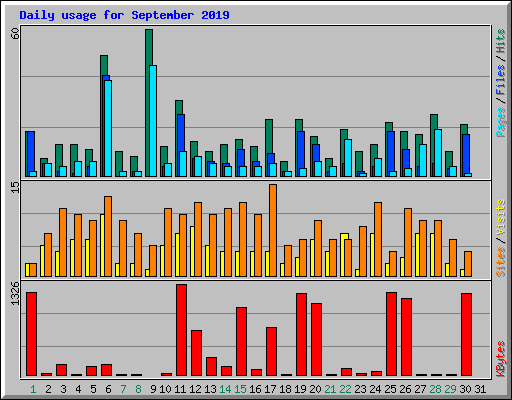 Daily usage for September 2019
60
15
1326
Pages / Files / Hits
Sites / Visits
KBytes
1 2 3 4 5 6 7 8 9 10 11 12 13 14 15 16 17 18 19 20 21 22 23 24 25 26 27 28 29 30 31